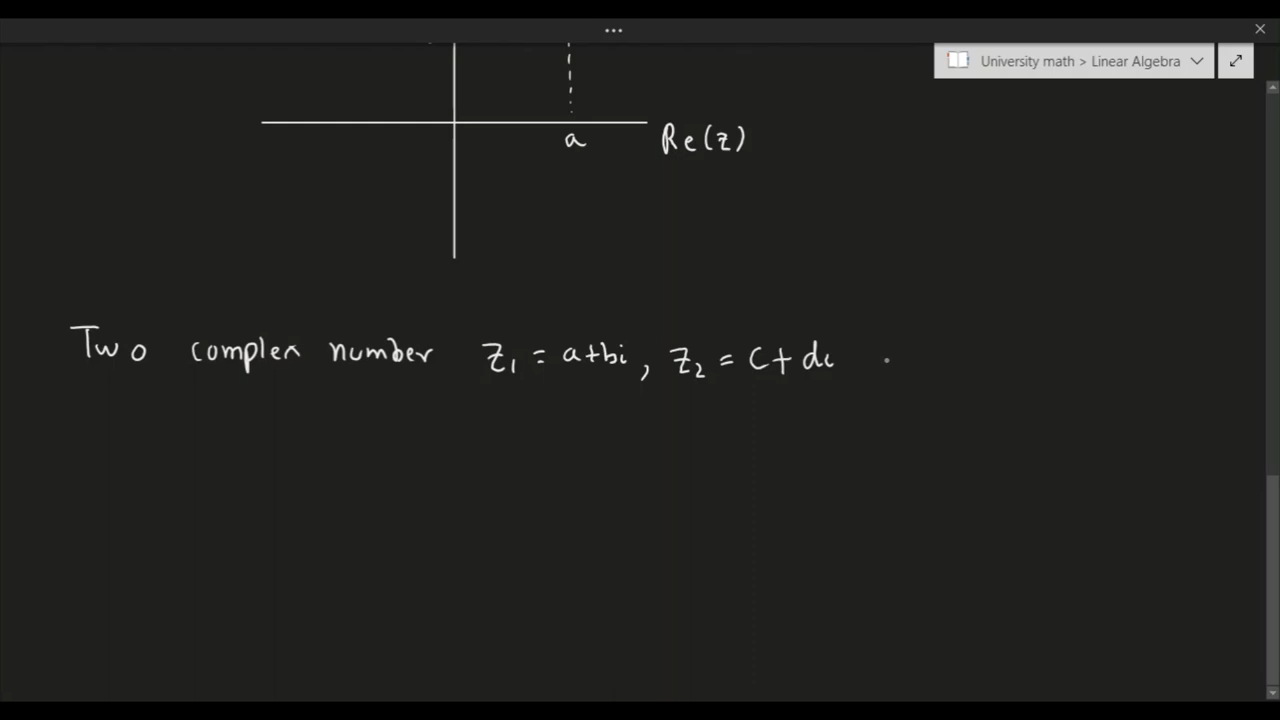 ...
University math > Linear Algebra
a Re(z)
Two complex number z₁ = a+bi, z₂ = c+di